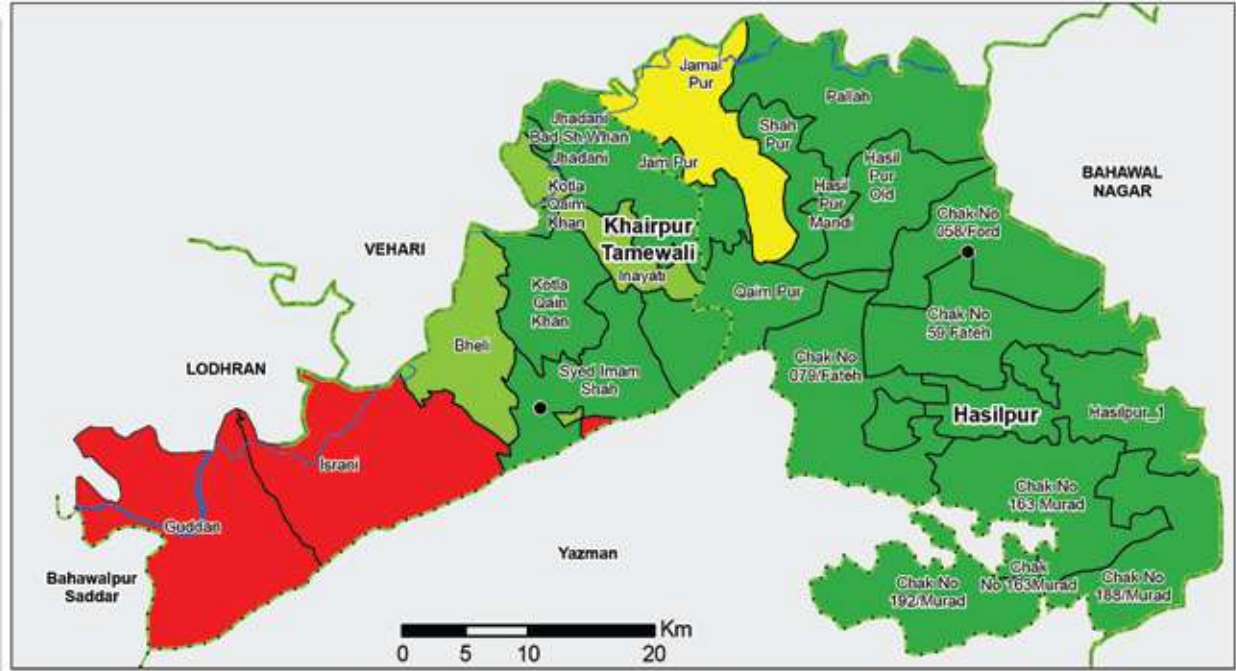 Jamal
Pur
Rallah
Jhadani
Bad Sh,Whan
Shah
Pur
Jhadani
Jam Pur
Hasil
Pur
Old
BAHAWAL
NAGAR
Kotla
Qaim
Khan
Hasil
Pur
Mandi
Khairpur
Tamewali
Chak No
058/Ford
VEHARI
Inayati
Kotla
Qain
Khan
Qaim Pur
Chak No
59 Fateh
Bheli
Chak No
079/Fateh
LODHRAN
Syed Imam
Shah
Hasilpur
Hasilpur_1
Israni
Chak No
163 Murad
Guddan
Yazman
Bahawalpur
Saddar
Chak No
192/Murad
Chak
No 163Murad
Chak No
188/Murad
Km
0 5 10 20